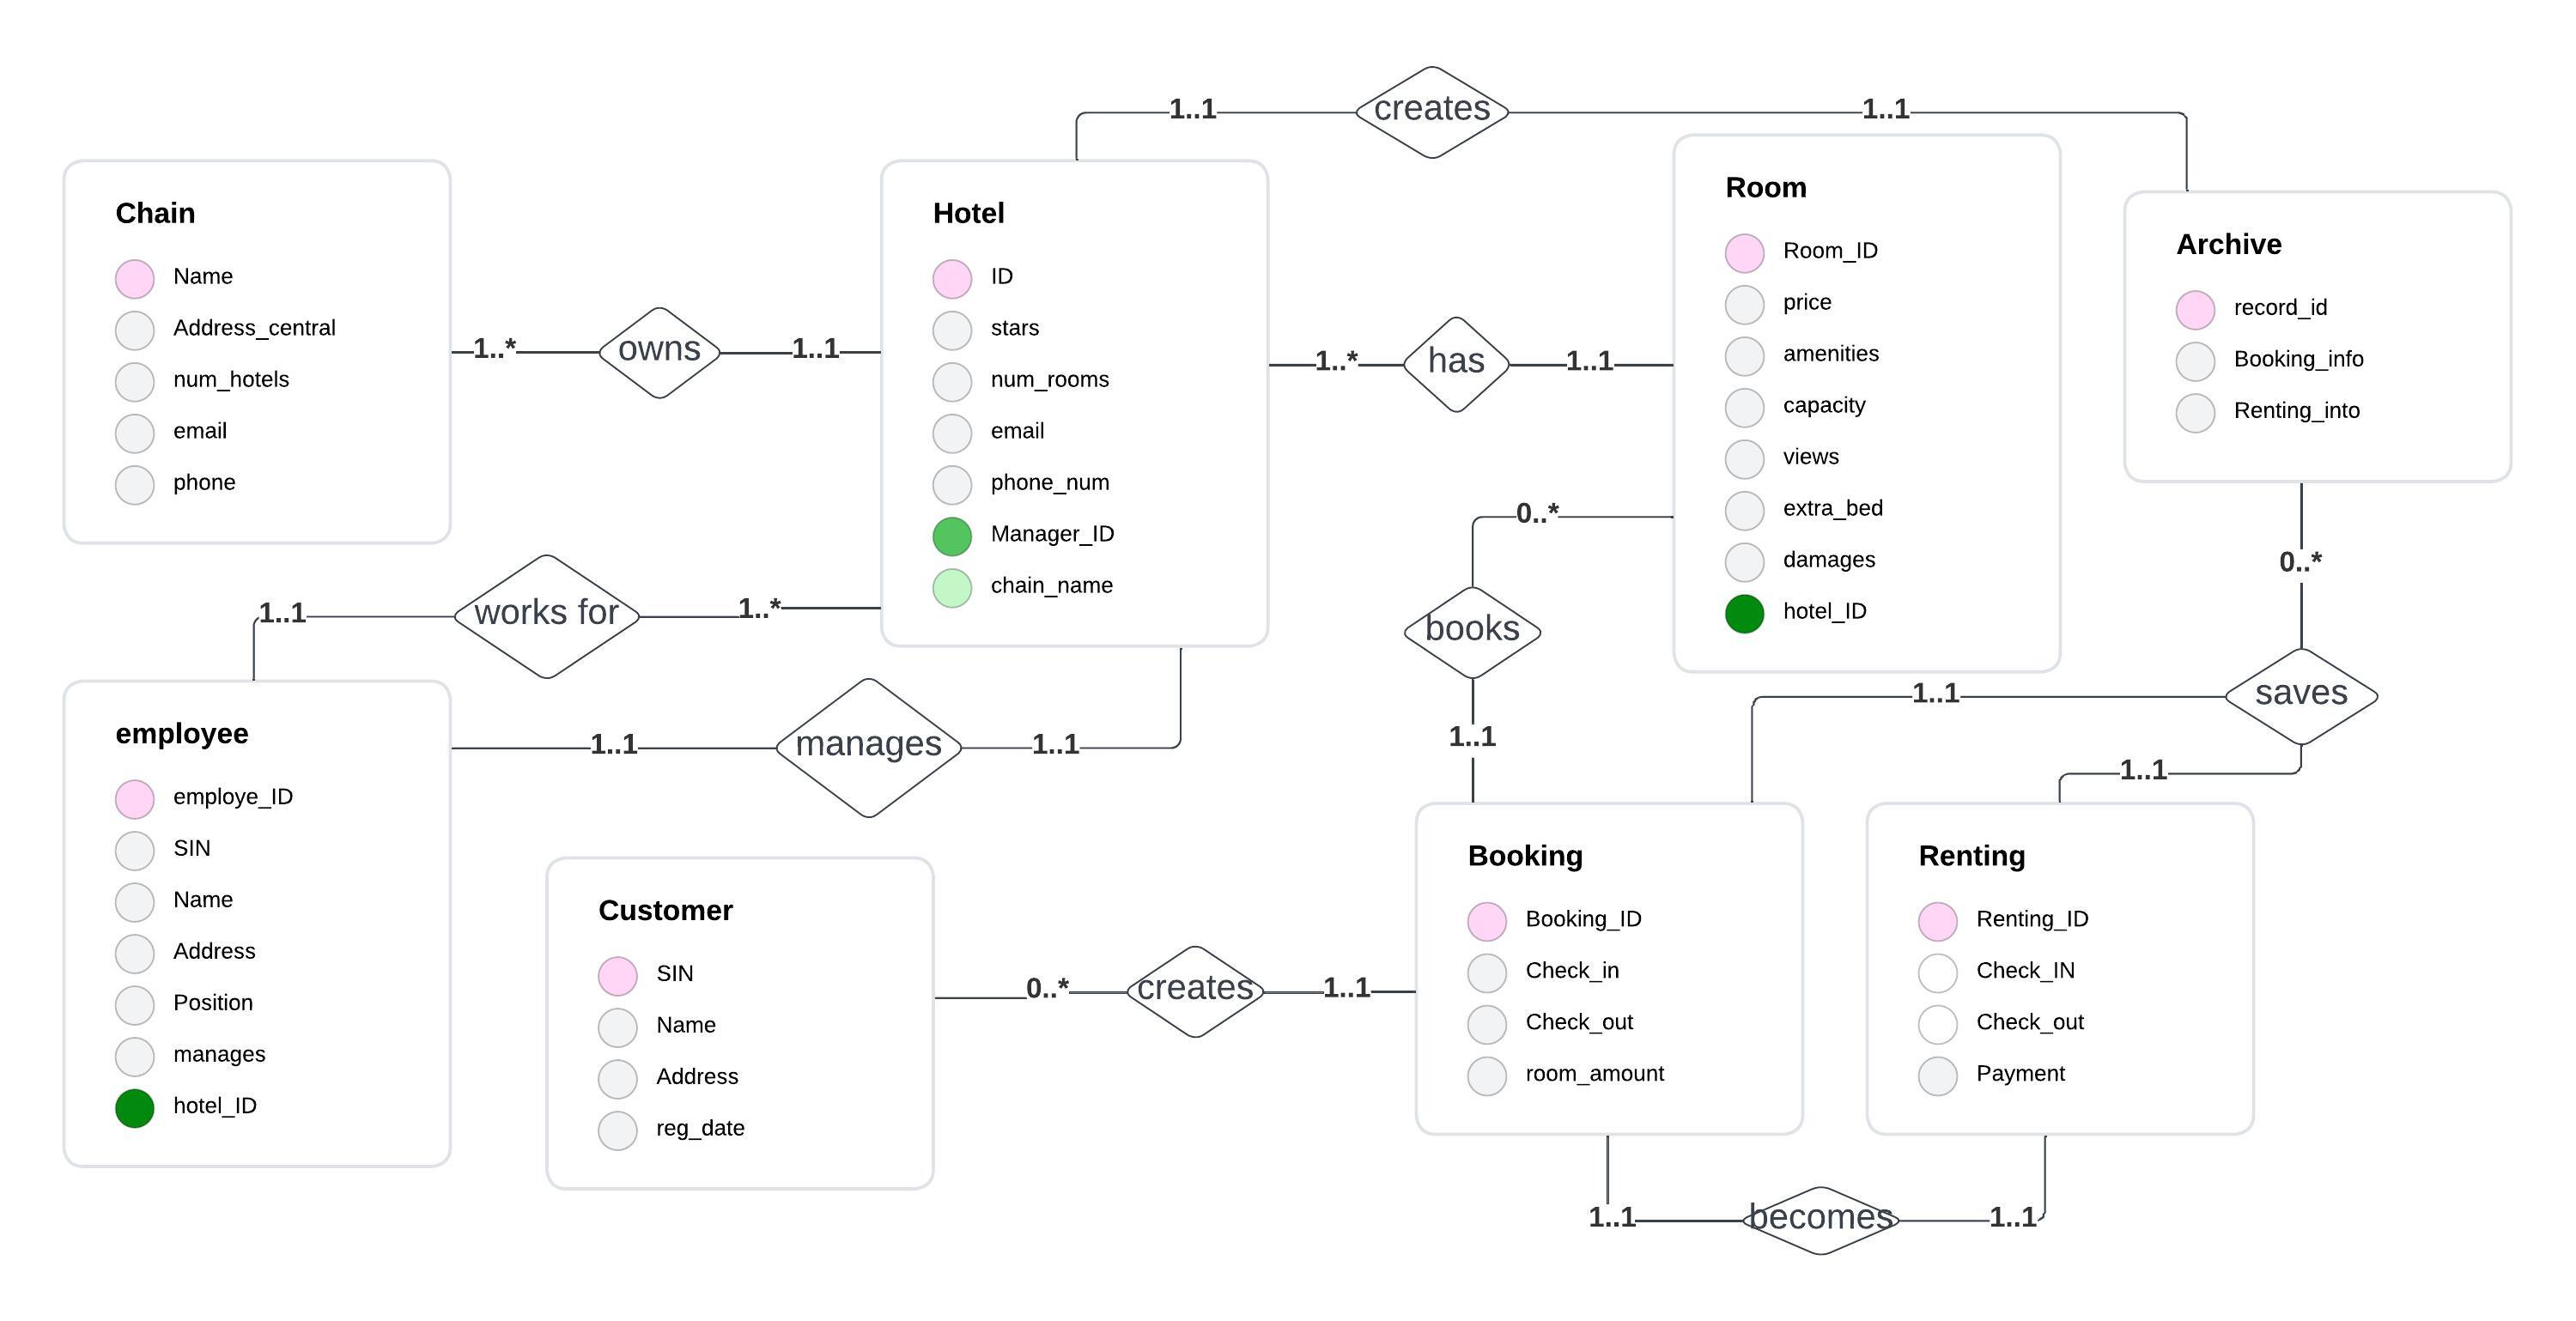 creates
1..1
1..1
Chain
Name
Address_central
num_hotels
email
phone
1..*
owns
1..1
Hotel
ID
stars
num_rooms
email
phone_num
Manager_ID
chain_name
1..*
has
1..1
Room
Room_ID
price
amenities
capacity
views
extra_bed
damages
hotel_ID
Archive
record_id
Booking_info
Renting_into
0..*
1..1
works for
1..*
0..*
books
1..1
saves
1..1
1..1
1..1
manages
1..1
employee
employe_ID
SIN
Name
Address
Position
manages
hotel_ID
Customer
SIN
Name
Address
reg_date
0..*
creates
1..1
Booking
Booking_ID
Check_in
Check_out
room_amount
Renting
Renting_ID
Check_IN
Check_out
Payment
1..1
becomes
1..1